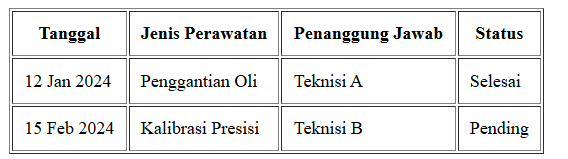 Tanggal Jenis Perawatan Penanggung Jawab Status
12 Jan 2024 Penggantian Oli Teknisi A Selesai
15 Feb 2024 Kalibrasi Presisi Teknisi B Pending